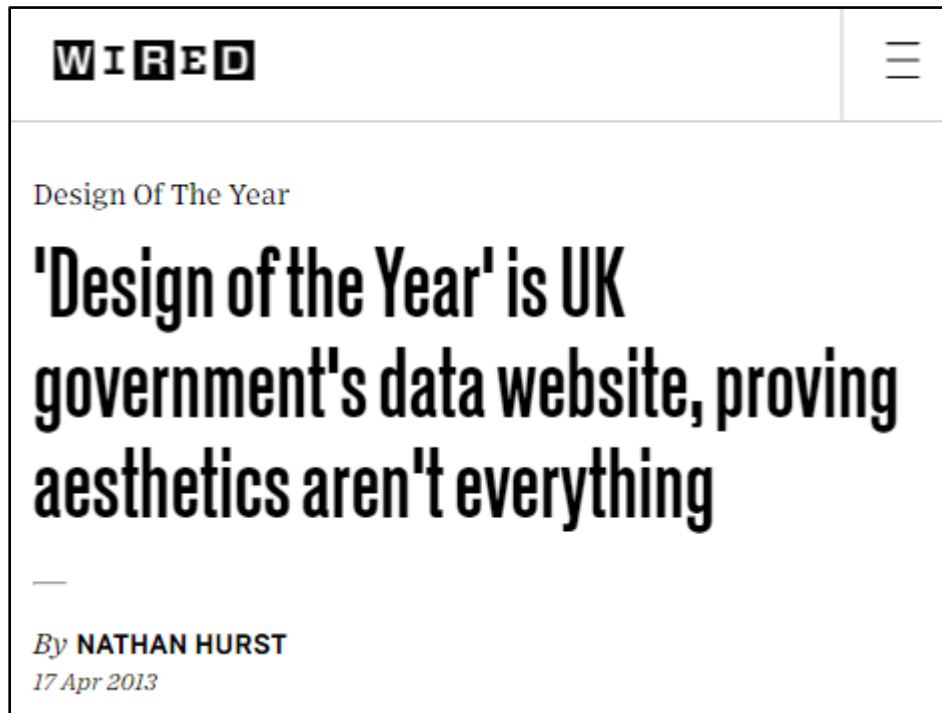 WIRED
Design Of The Year
'Design of the Year' is UK
government's data website, proving
aesthetics aren't everything
By NATHAN HURST
17 Apr 2013